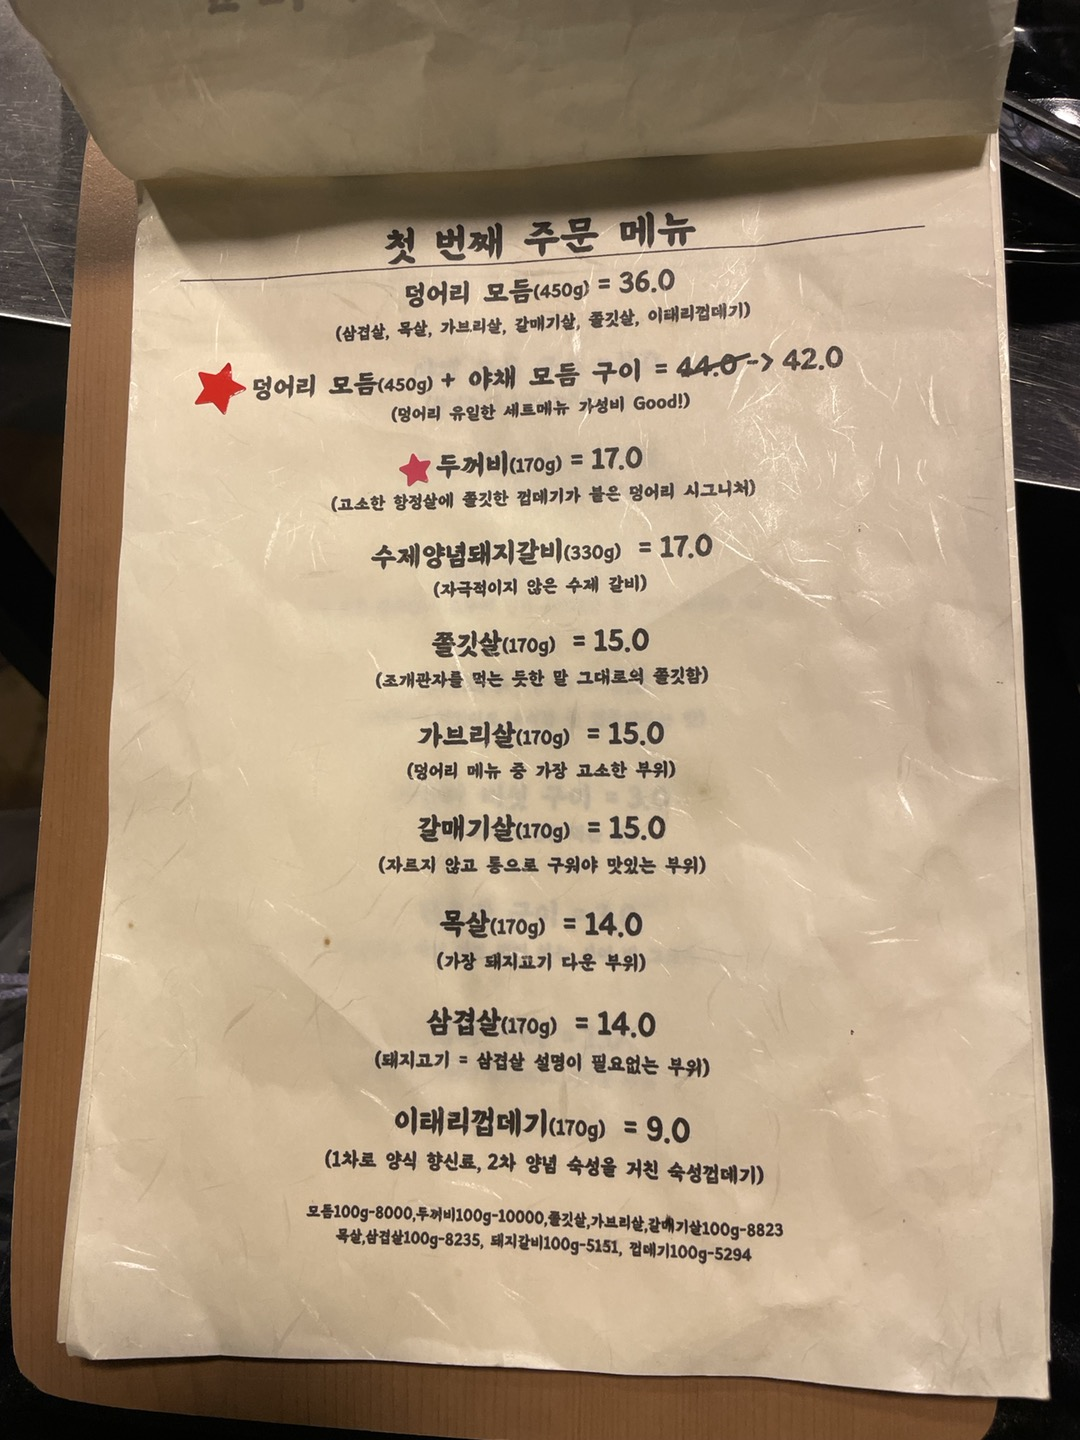 첫 번째 주문 메뉴
덩어리 모듬(450g) = 36.0
(삼겹살, 목살, 가브리살, 갈매기살, 쫄깃살, 이태리껍데기)
덩어리 모듬(450g) + 야채 모듬 구이 = 44.0 -> 42.0
(덩어리 유일한 세트메뉴 가성비 Good!)
두꺼비(170g) = 17.0
(고소한 항정살에 쫄깃한 껍데기가 붙은 덩어리 시그니처)
수제양념돼지갈비(330g) = 17.0
(자극적이지 않은 수제 갈비)
쫄깃살(170g) = 15.0
(조개관자를 먹는 듯한 말 그대로의 쫄깃함)
가브리살(170g) = 15.0
(덩어리 메뉴 중 가장 고소한 부위)
갈매기살(170g) = 15.0
(자르지 않고 통으로 구워야 맛있는 부위)
목살(170g) = 14.0
(가장 돼지고기 다운 부위)
삼겹살(170g) = 14.0
(돼지고기 = 삼겹살 설명이 필요없는 부위)
이태리껍데기(170g) = 9.0
(1차로 양식 향신료, 2차 양념 숙성을 거친 숙성껍데기)
모듬100g-8000,두꺼비100g-10000,쫄깃살,가브리살,갈매기살100g-8823
목살,삼겹살100g-8235, 돼지갈비100g-5151, 껍데기100g-5294